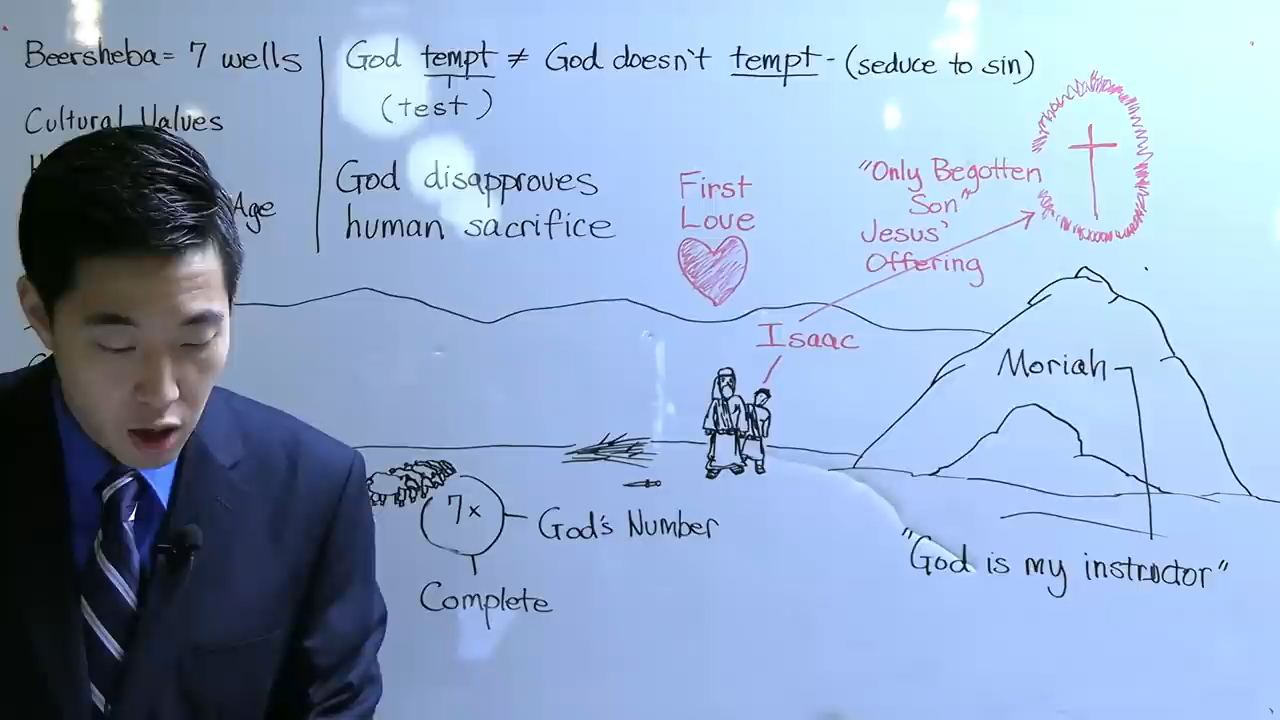 Beersheba = 7 wells
Cultural Values
Age
God tempt ≠ God doesn't tempt - (seduce to sin)
(test)
God disapproves
human sacrifice
First
Love
"Only Begotten
Son"
Jesus'
Offering
Isaac
Moriah
7x
God's Number
Complete
"God is my instructor"